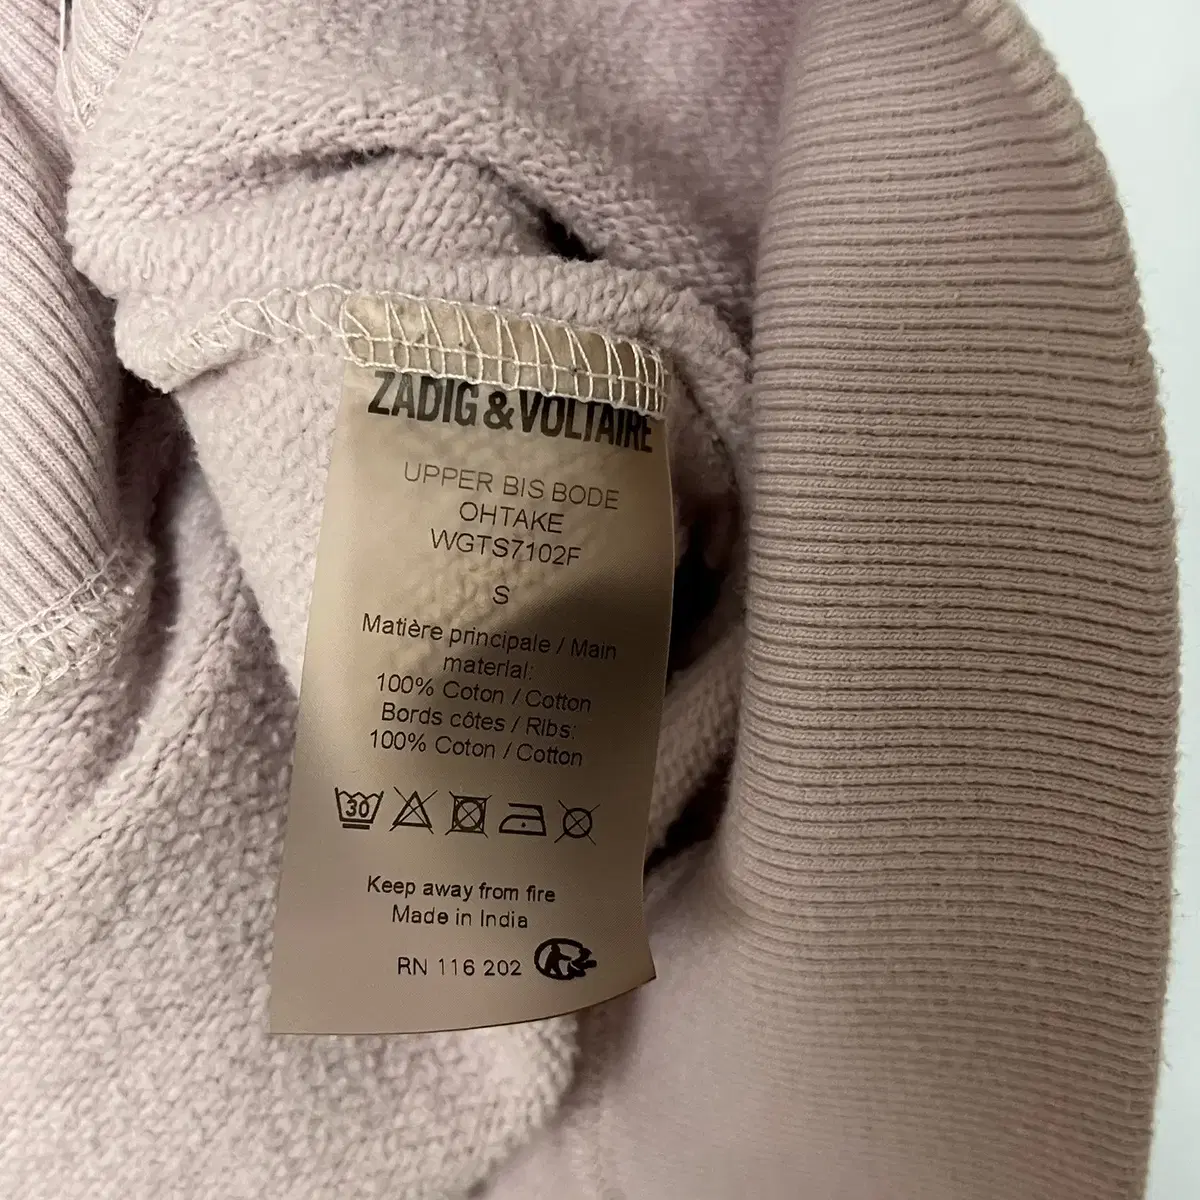 ZADIG & VOLTAIRE
UPPER BIS BODE
OHTAKE
WGTS7102F
S
Matière principale / Main
material:
100% Coton / Cotton
Bords côtes / Ribs:
100% Coton / Cotton
30
Keep away from fire
Made in India
RN 116 202